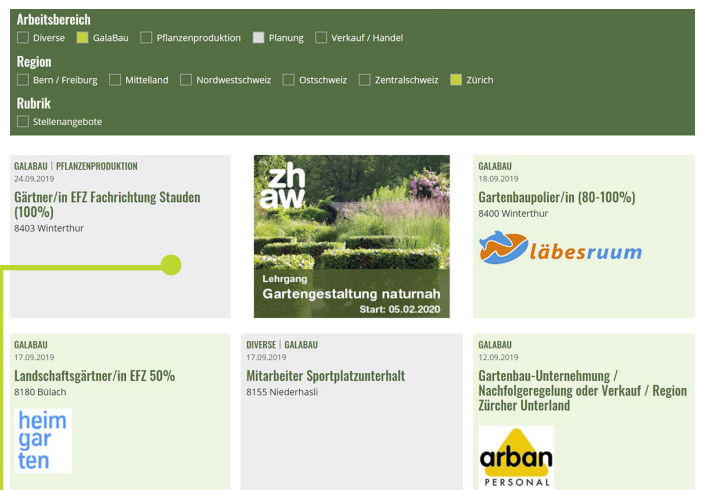 Arbeitsbereich
Diverse GalaBau Pflanzenproduktion Planung Verkauf / Handel
Region
Bern / Freiburg Mittelland Nordwestschweiz Ostschweiz Zentralschweiz Zürich
Rubrik
Stellenangebote
GALABAU | PFLANZENPRODUKTION
24.09.2019
Gärtner/in EFZ Fachrichtung Stauden
(100%)
8403 Winterthur
zh
aw
Lehrgang
Gartengestaltung naturnah
Start: 05.02.2020
GALABAU
18.09.2019
Gartenbaupolier/in (80-100%)
8400 Winterthur
läbesruum
GALABAU
17.09.2019
Landschaftsgärtner/in EFZ 50%
8180 Bülach
heim
gar
ten
DIVERSE | GALABAU
17.09.2019
Mitarbeiter Sportplatzunterhalt
8155 Niederhasli
GALABAU
12.09.2019
Gartenbau-Unternehmung /
Nachfolgeregelung oder Verkauf / Region
Zürcher Unterland
arban
PERSONAL